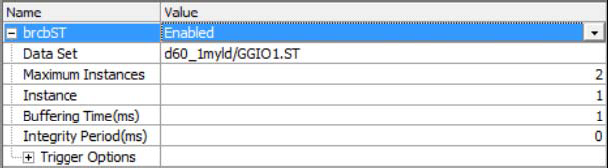 Name Value
brcbST Enabled
Data Set d60_1myld/GGIO1.ST
Maximum Instances 2
Instance 1
Buffering Time(ms) 1
Integrity Period(ms) 0
Trigger Options